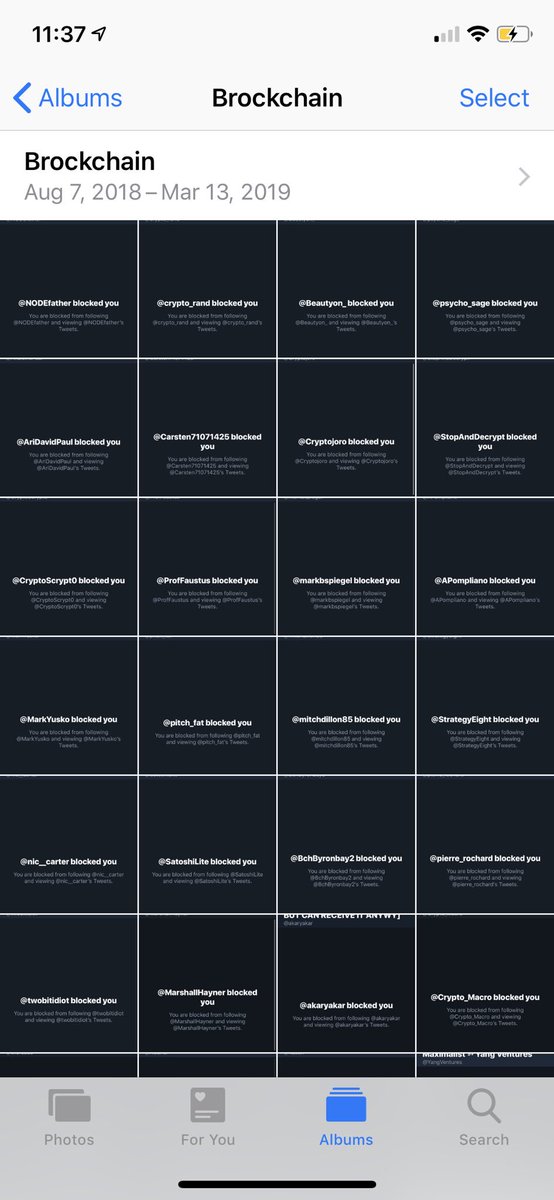 11:37
Albums
Brockchain
Select
Brockchain
Aug 7, 2018 – Mar 13, 2019
@NODEfather blocked you
You are blocked from following
@NODEfather and viewing @NODEfather's
Tweets.
@crypto_rand blocked you
You are blocked from following
@crypto_rand and viewing @crypto_rand's
Tweets.
@Beautyon_ blocked you
You are blocked from following
@Beautyon_ and viewing @Beautyon_'s
Tweets.
@psycho_sage blocked you
You are blocked from following
@psycho_sage and viewing
@psycho_sage's Tweets.
@AriDavidPaul blocked you
You are blocked from following
@AriDavidPaul and viewing
@AriDavidPaul's Tweets.
@Carsten71071425 blocked
you
You are blocked from following
@Carsten71071425 and viewing
@Carsten71071425's Tweets.
@Cryptojoro blocked you
You are blocked from following
@Cryptojoro and viewing @Cryptojoro's
Tweets.
@StopAndDecrypt blocked
you
You are blocked from following
@StopAndDecrypt and viewing
@StopAndDecrypt's Tweets.
@CryptoScrypt0 blocked you
You are blocked from following
@CryptoScrypt0 and viewing
@CryptoScrypt0's Tweets.
@ProfFaustus blocked you
You are blocked from following
@ProfFaustus and viewing @ProfFaustus's
Tweets.
@markbspiegel blocked you
You are blocked from following
@markbspiegel and viewing
@markbspiegel's Tweets.
@APompliano blocked you
You are blocked from following
@APompliano and viewing @APompliano's
Tweets.
@MarkYusko blocked you
You are blocked from following
@MarkYusko and viewing @MarkYusko's
Tweets.
@pitch_fat blocked you
You are blocked from following @pitch_fat
and viewing @pitch_fat's Tweets.
@mitchdillon85 blocked you
You are blocked from following
@mitchdillon85 and viewing
@mitchdillon85's Tweets.
@StrategyEight blocked you
You are blocked from following
@StrategyEight and viewing
@StrategyEight's Tweets.
@nic__carter blocked you
You are blocked from following @nic__carter
and viewing @nic__carter's Tweets.
@SatoshiLite blocked you
You are blocked from following @SatoshiLite
and viewing @SatoshiLite's Tweets.
@BchByronbay2 blocked you
You are blocked from following
@BchByronbay2 and viewing
@BchByronbay2's Tweets.
@pierre_rochard blocked you
You are blocked from following
@pierre_rochard and viewing
@pierre_rochard's Tweets.
@twobitidiot blocked you
You are blocked from following @twobitidiot
and viewing @twobitidiot's Tweets.
@MarshallHayner blocked
you
You are blocked from following
@MarshallHayner and viewing
@MarshallHayner's Tweets.
BUT CAN RECEIVE IT ANYWY]
@akaryakar
@akaryakar blocked you
You are blocked from following @akaryakar
and viewing @akaryakar's Tweets.
@Crypto_Macro blocked you
You are blocked from following
@Crypto_Macro and viewing
@Crypto_Macro's Tweets.
Maximalist Yang Ventures
@YangVentures
Photos
For You
Albums
Search